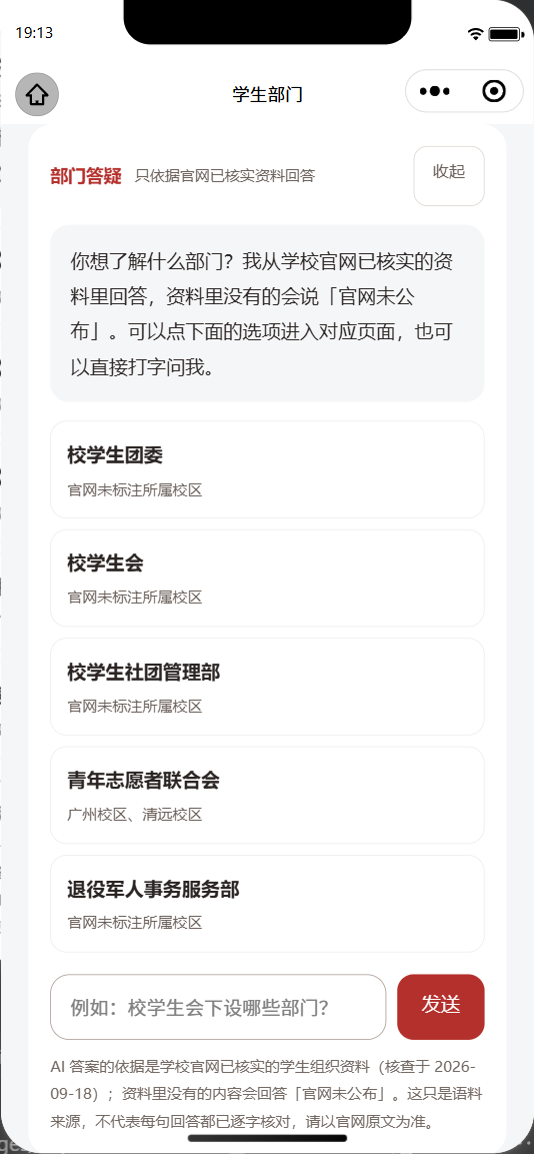 19:13
学生部门
部门答疑 只依据官网已核实资料回答
收起
你想了解什么部门？我从学校官网已核实的资
料里回答，资料里没有的会说「官网未公
布」。可以点下面的选项进入对应页面，也可
以直接打字问我。
校学生团委
官网未标注所属校区
校学生会
官网未标注所属校区
校学生社团管理部
官网未标注所属校区
青年志愿者联合会
广州校区、清远校区
退役军人事务服务部
官网未标注所属校区
例如：校学生会下设哪些部门？
发送
AI 答案的依据是学校官网已核实的学生组织资料（核查于 2026-
09-18）；资料里没有的内容会回答「官网未公布」。这只是语料
来源，不代表每句回答都已逐字核对，请以官网原文为准。